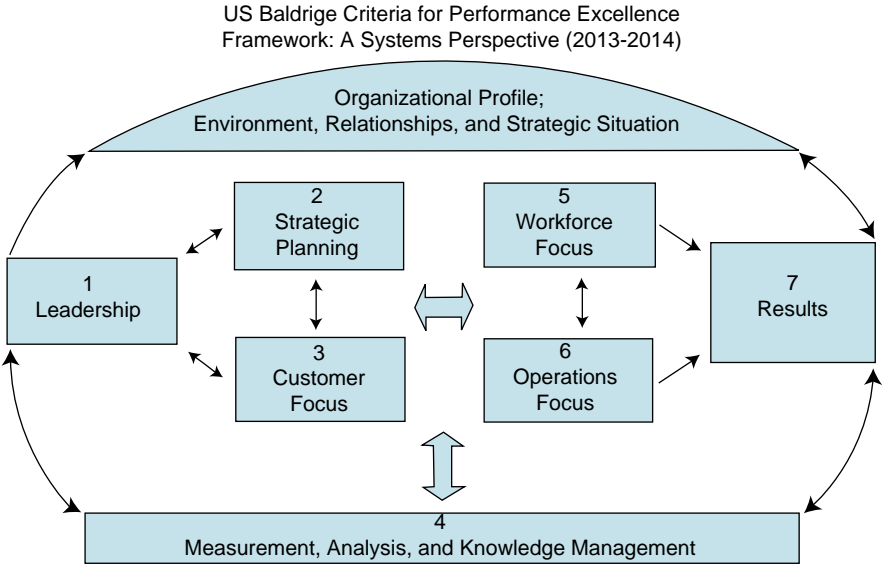 US Baldrige Criteria for Performance Excellence
Framework: A Systems Perspective (2013-2014)
Organizational Profile;
Environment, Relationships, and Strategic Situation
1
Leadership
2
Strategic
Planning
3
Customer
Focus
5
Workforce
Focus
6
Operations
Focus
7
Results
4
Measurement, Analysis, and Knowledge Management